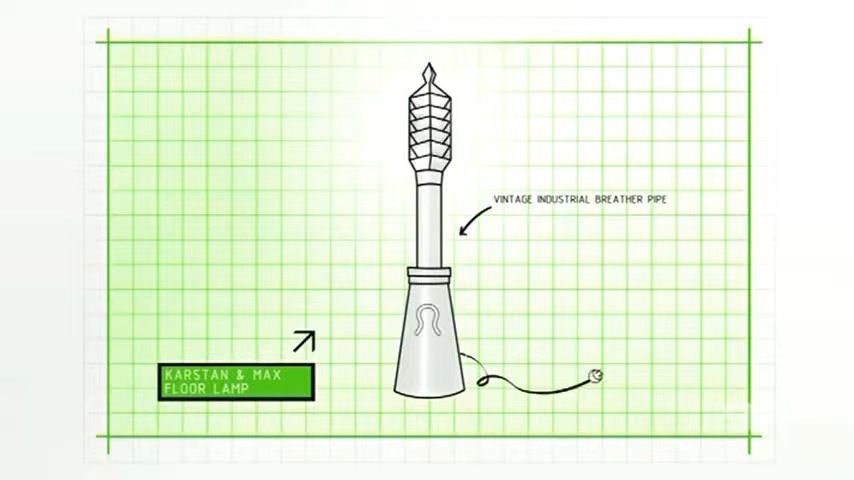 VINTAGE INDUSTRIAL BREATHER PIPE
KARSTAN & MAX
FLOOR LAMP